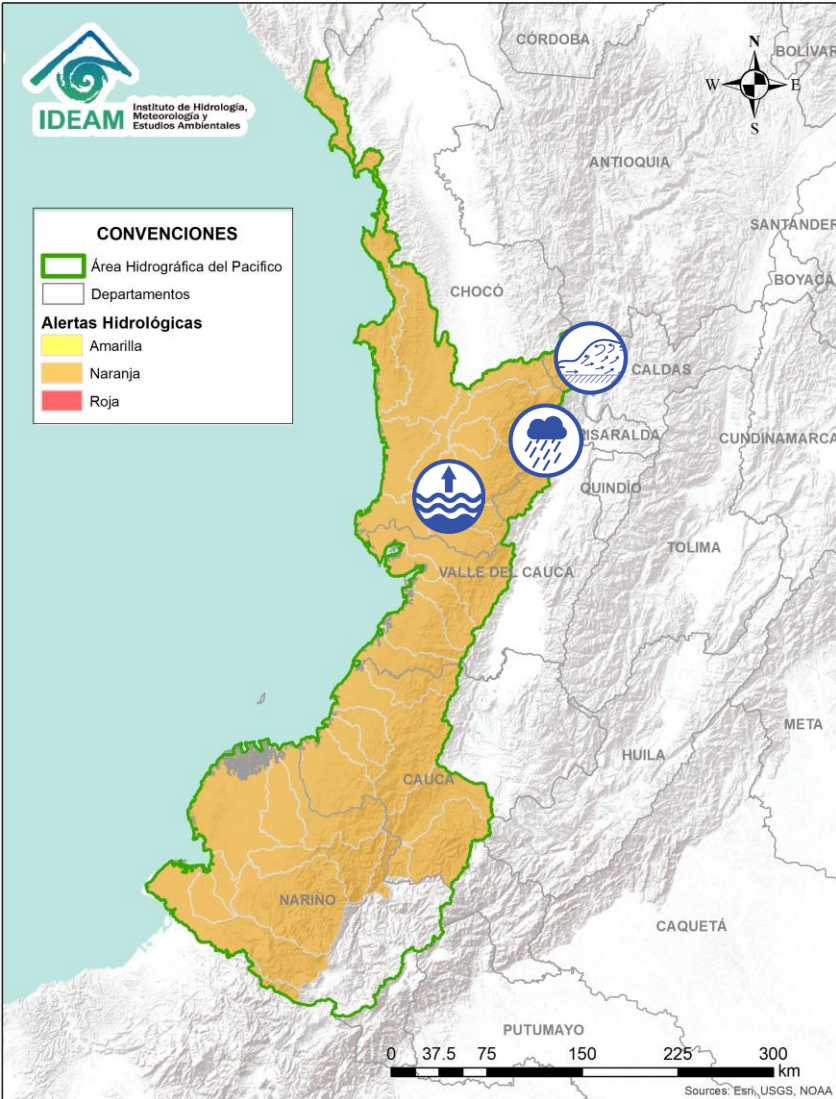 IDEAM
Instituto de Hidrología,
Meteorología y
Estudios Ambientales
N
W
E
S
CÓRDOBA
BOLÍVAR
ANTIOQUIA
SANTANDER
BOYACÁ
CHOCÓ
CALDAS
RISARALDA
CUNDINAMARCA
QUINDÍO
TOLIMA
VALLE DEL CAUCA
META
HUILA
CAUCA
NARIÑO
CAQUETÁ
PUTUMAYO
CONVENCIONES
Área Hidrográfica del Pacifico
Departamentos
Alertas Hidrológicas
Amarilla
Naranja
Roja
0 37.5 75 150 225 300
km
Sources: Esri, USGS, NOAA